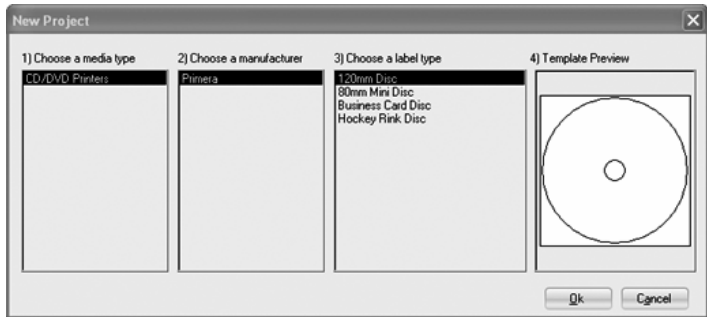 New Project
1) Choose a media type
2) Choose a manufacturer
3) Choose a label type
4) Template Preview
CD/DVD Printers
Primera
120mm Disc
80mm Mini Disc
Business Card Disc
Hockey Rink Disc
Ok
Cancel